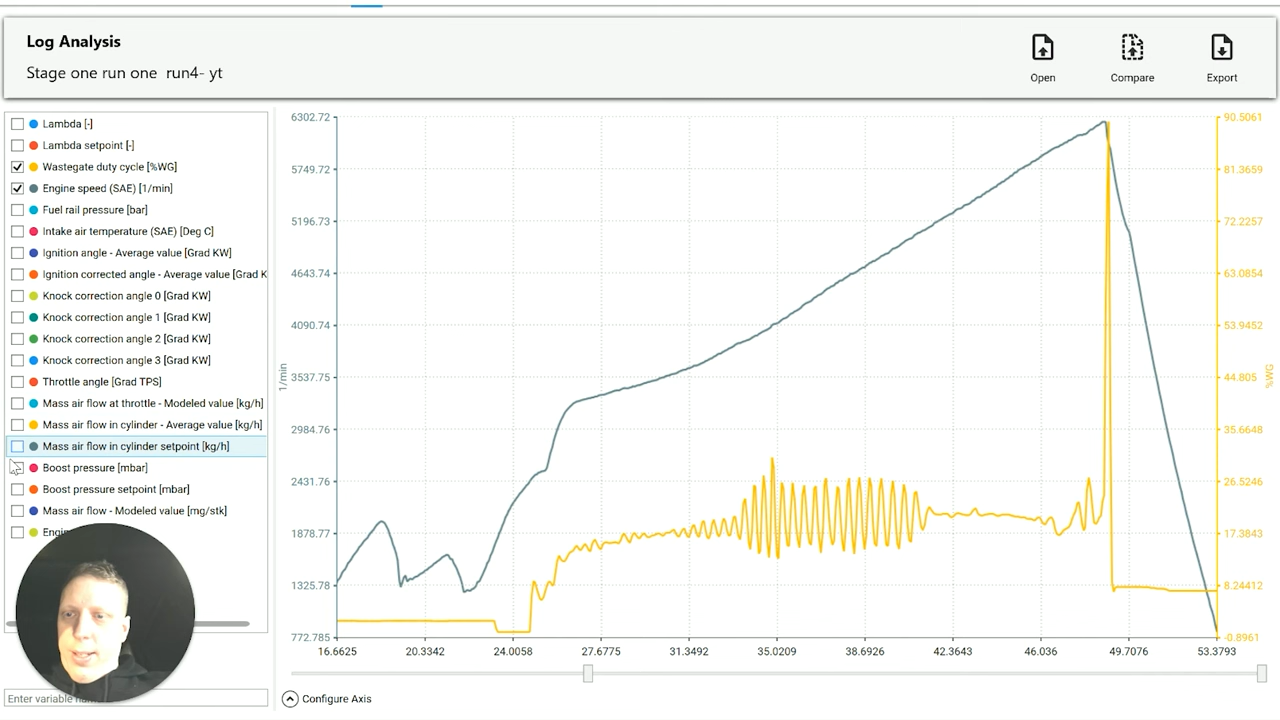 Log Analysis
Stage one run one run4- yt
Open
Compare
Export
Lambda [-]
Lambda setpoint [-]
Wastegate duty cycle [%WG]
Engine speed (SAE) [1/min]
Fuel rail pressure [bar]
Intake air temperature (SAE) [Deg C]
Ignition angle - Average value [Grad KW]
Ignition corrected angle - Average value [Grad K
Knock correction angle 0 [Grad KW]
Knock correction angle 1 [Grad KW]
Knock correction angle 2 [Grad KW]
Knock correction angle 3 [Grad KW]
Throttle angle [Grad TPS]
Mass air flow at throttle - Modeled value [kg/h]
Mass air flow in cylinder - Average value [kg/h]
Mass air flow in cylinder setpoint [kg/h]
Boost pressure [mbar]
Boost pressure setpoint [mbar]
Mass air flow - Modeled value [mg/stk]
Engi
Enter variable
6302.72
5749.72
5196.73
4643.74
4090.74
3537.75
2984.76
2431.76
1878.77
1325.78
772.785
1/min
90.5061
81.3659
72.2257
63.0854
53.9452
44.805
35.6648
26.5246
17.3843
8.24412
-0.8961
%WG
16.6625
20.3342
24.0058
27.6775
31.3492
35.0209
38.6926
42.3643
46.036
49.7076
53.3793
Configure Axis